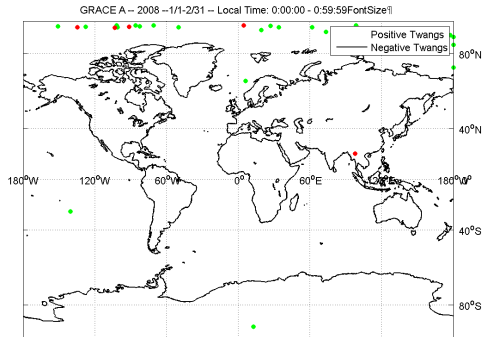 GRACE A -- 2008 --1/1-2/31 -- Local Time: 0:00:00 - 0:59:59FontSize¶
Positive Twangs
Negative Twangs
80°N
40°N
180°W 120°W 60°W 0° 60°E 120°E 180°W
40°S
80°S